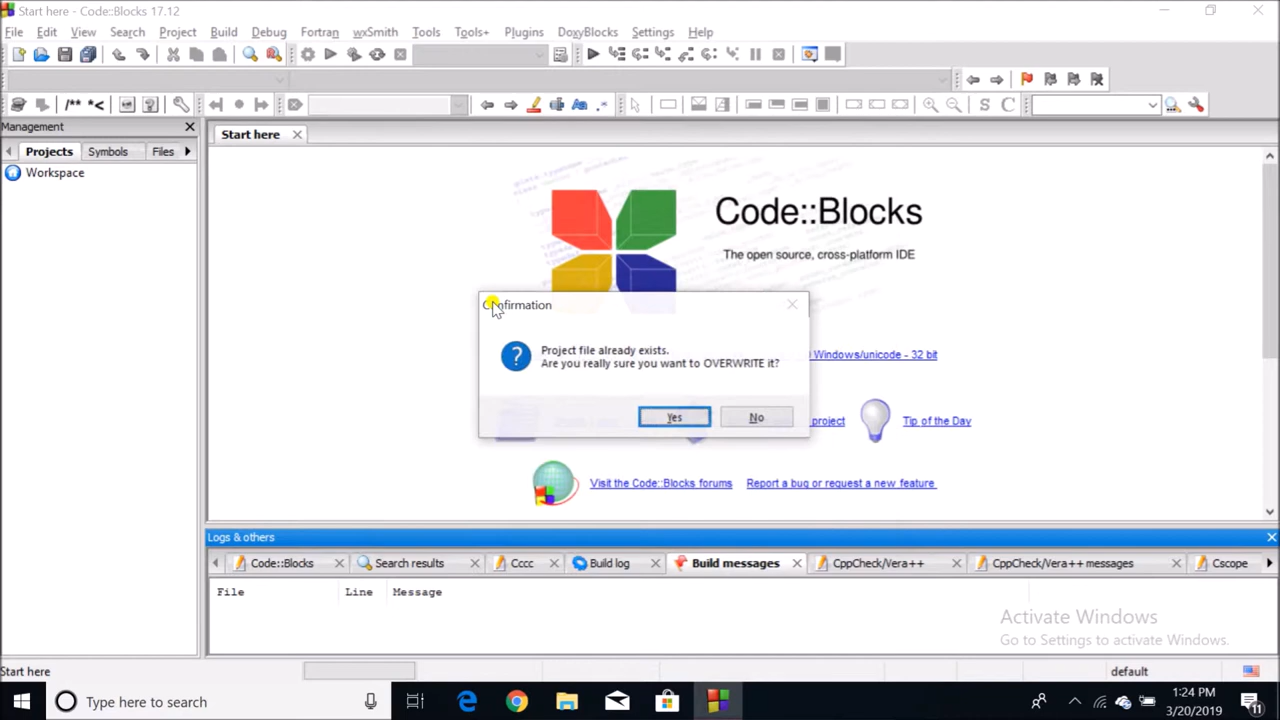 Start here - Code::Blocks 17.12
File Edit View Search Project Build Debug Fortran wxSmith Tools Tools+ Plugins DoxyBlocks Settings Help
/** *<
S C
Management
Projects Symbols Files
Workspace
Start here
Code::Blocks
The open source, cross-platform IDE
Confirmation
Project file already exists.
Are you really sure you want to OVERWRITE it?
Yes No
Windows/unicode - 32 bit
project
Tip of the Day
Visit the Code::Blocks forums
Report a bug or request a new feature
Logs & others
Code::Blocks Search results Cccc Build log Build messages CppCheck/Vera++ CppCheck/Vera++ messages Cscope
File Line Message
Activate Windows
Go to Settings to activate Windows.
Start here
default
Type here to search
1:24 PM
3/20/2019
11